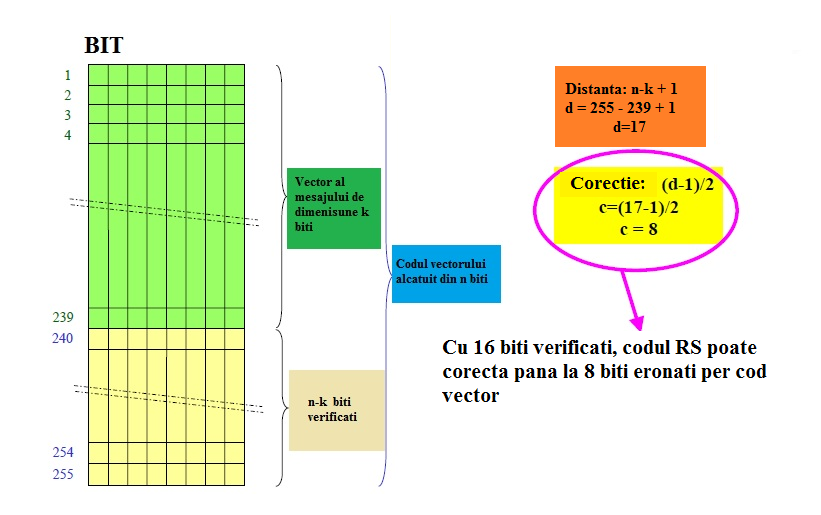 BIT
1
2
3
4
239
240
254
255
Vector al
mesajului de
dimenisune k
biti
n-k biti
verificati
Codul vectorului
alcatuit din n biti
Distanta: n-k + 1
d = 255 - 239 + 1
d=17
Corectie: (d-1)/2
c=(17-1)/2
c = 8
Cu 16 biti verificati, codul RS poate
corecta pana la 8 biti eronati per cod
vector